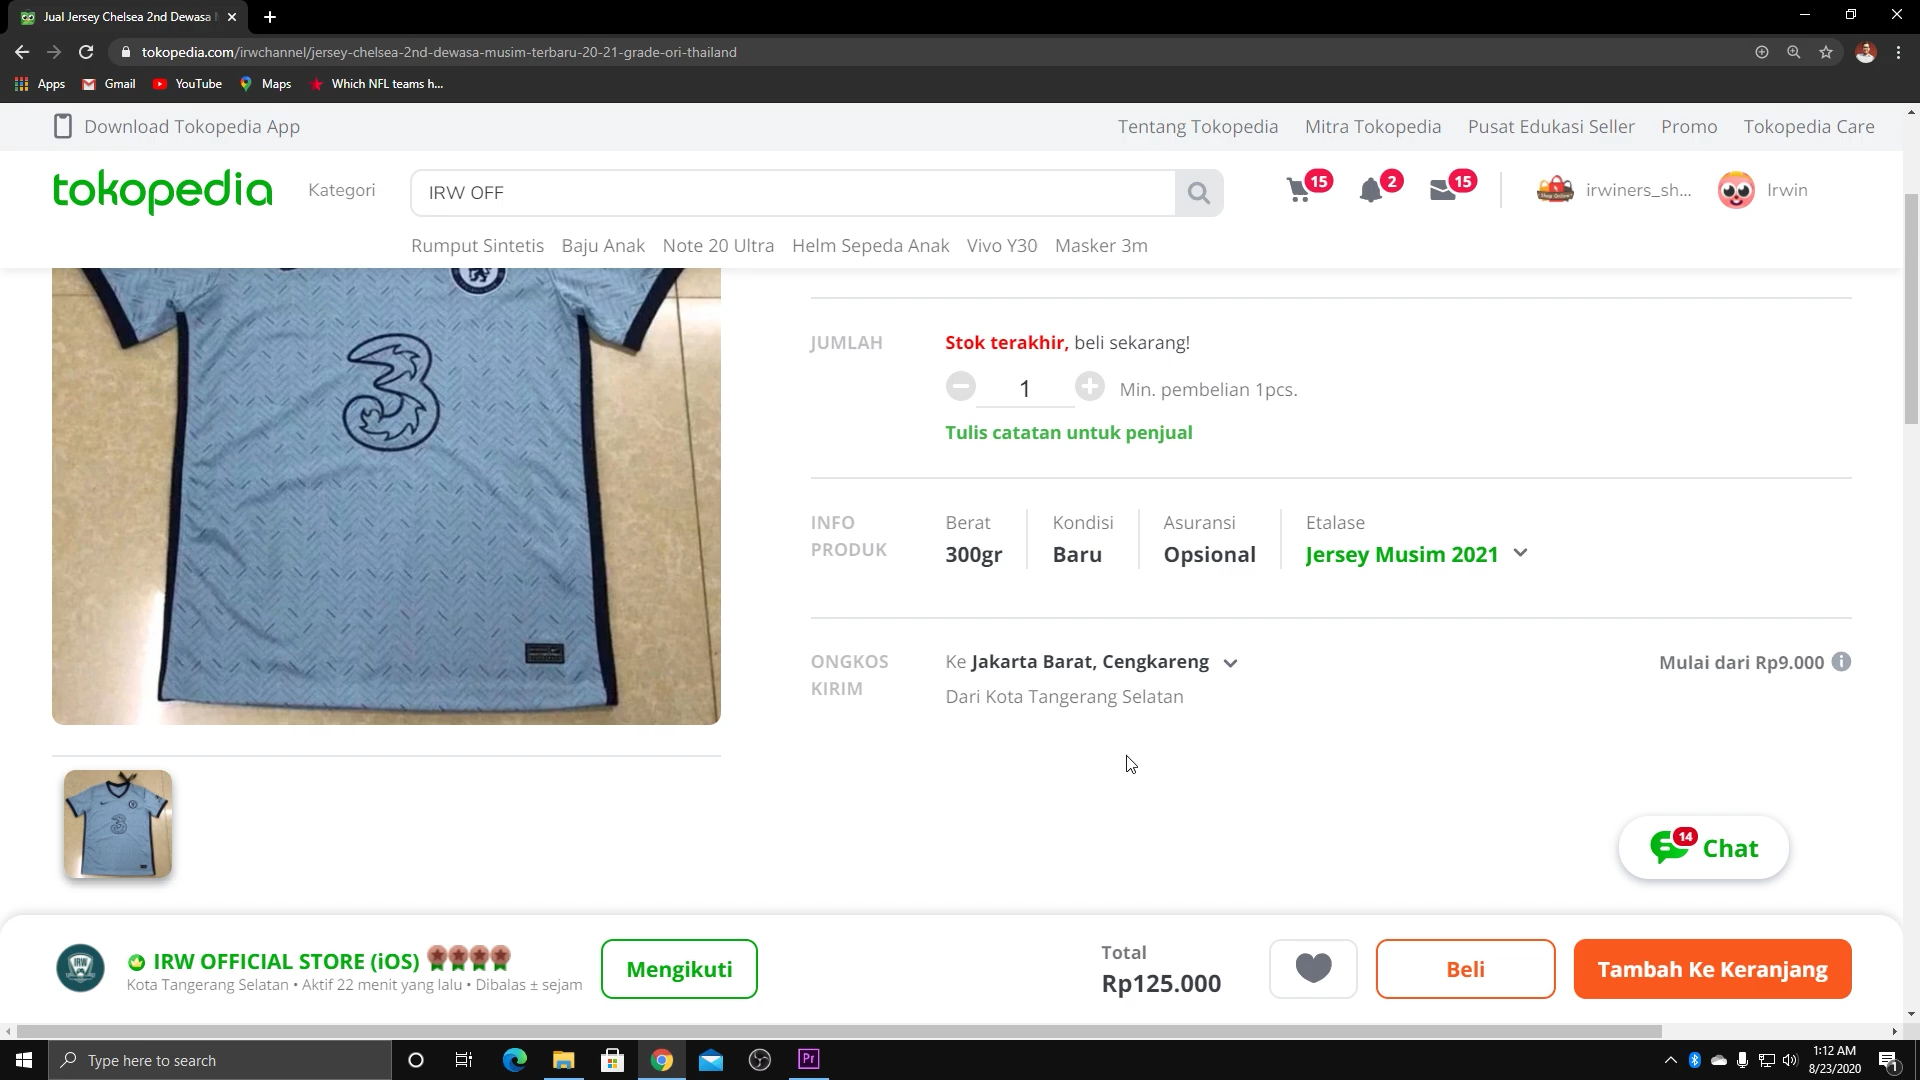 Jual Jersey Chelsea 2nd Dewasa
tokopedia.com/irwchannel/jersey-chelsea-2nd-dewasa-musim-terbaru-20-21-grade-ori-thailand
Apps Gmail YouTube Maps Which NFL teams h...
Download Tokopedia App Tentang Tokopedia Mitra Tokopedia Pusat Edukasi Seller Promo Tokopedia Care
tokopedia Kategori IRW OFF 15 2 15 irwiners_sh... Irwin
Rumput Sintetis Baju Anak Note 20 Ultra Helm Sepeda Anak Vivo Y30 Masker 3m
3
JUMLAH Stok terakhir, beli sekarang!
1 Min. pembelian 1pcs.
Tulis catatan untuk penjual
INFO PRODUK
Berat Kondisi Asuransi Etalase
300gr Baru Opsional Jersey Musim 2021
ONGKOS KIRIM
Ke Jakarta Barat, Cengkareng Mulai dari Rp9.000
Dari Kota Tangerang Selatan
14 Chat
IRW OFFICIAL STORE (iOS)
Kota Tangerang Selatan • Aktif 22 menit yang lalu • Dibalas ± sejam
Mengikuti
Total
Rp125.000
Beli
Tambah Ke Keranjang
Type here to search
Pr
1:12 AM
8/23/2020
1